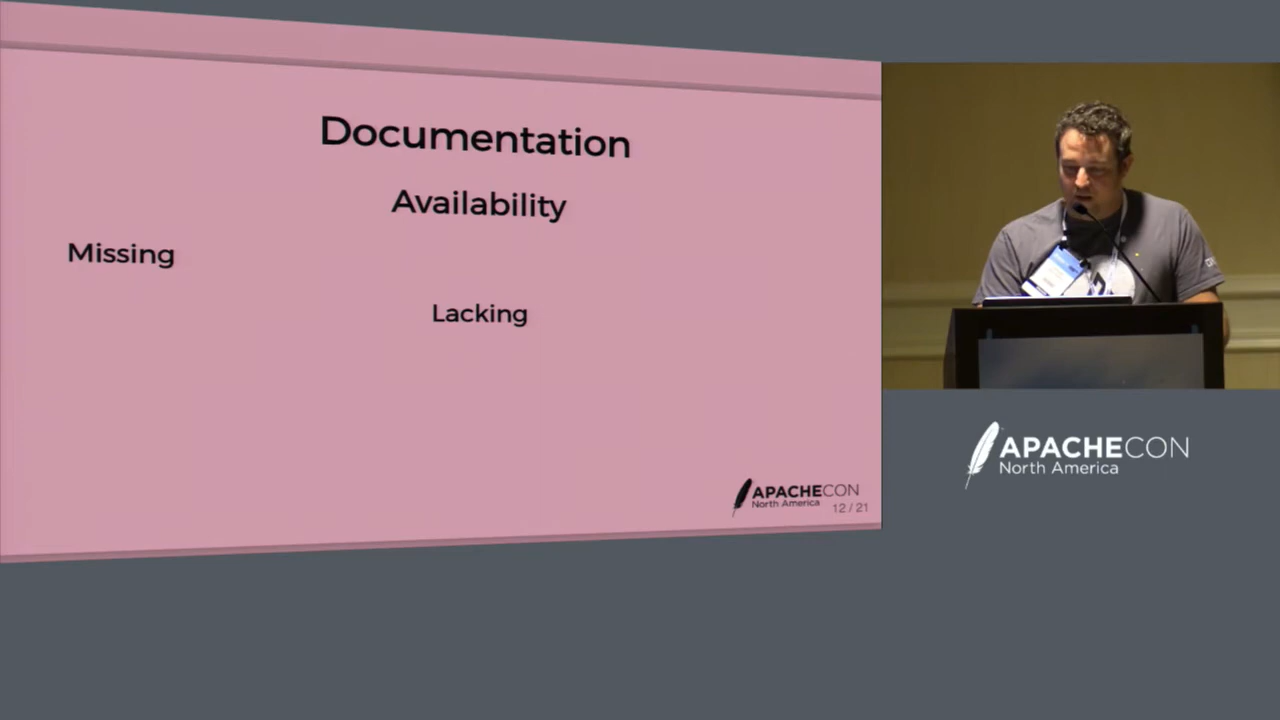 Documentation
Availability
Missing
Lacking
APACHECON
North America
12 / 21
APACHECON
North America